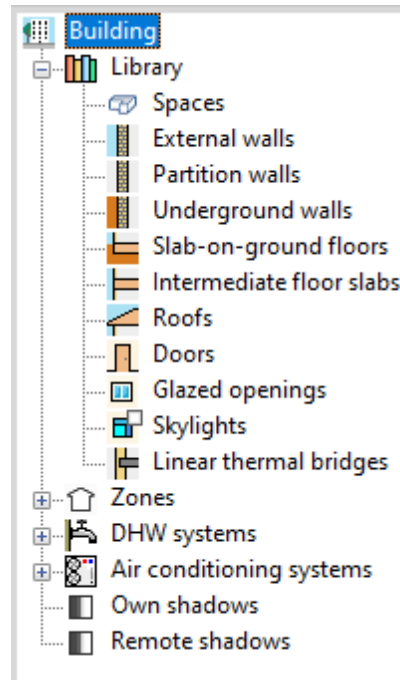 Building
Library
Spaces
External walls
Partition walls
Underground walls
Slab-on-ground floors
Intermediate floor slabs
Roofs
Doors
Glazed openings
Skylights
Linear thermal bridges
Zones
DHW systems
Air conditioning systems
Own shadows
Remote shadows